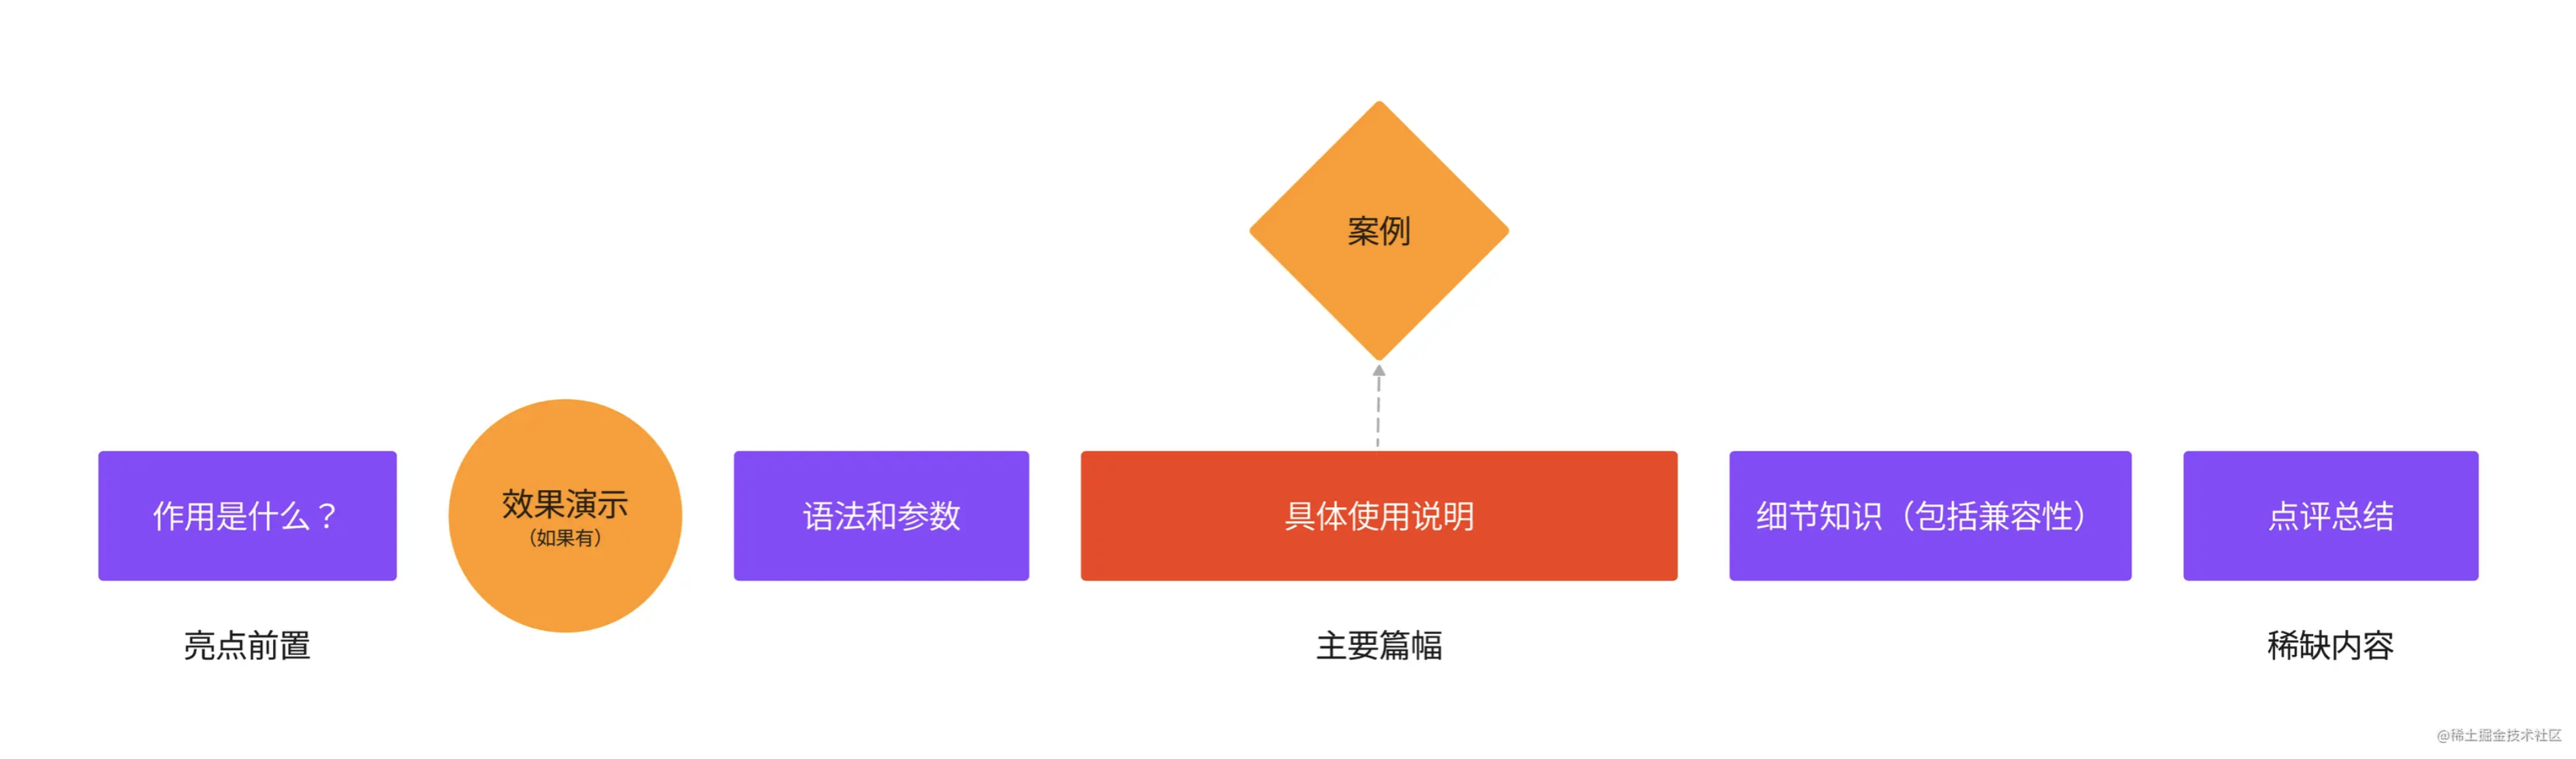 案例
作用是什么？
效果演示
（如果有）
语法和参数
具体使用说明
细节知识（包括兼容性）
点评总结
亮点前置
主要篇幅
稀缺内容
@稀土掘金技术社区